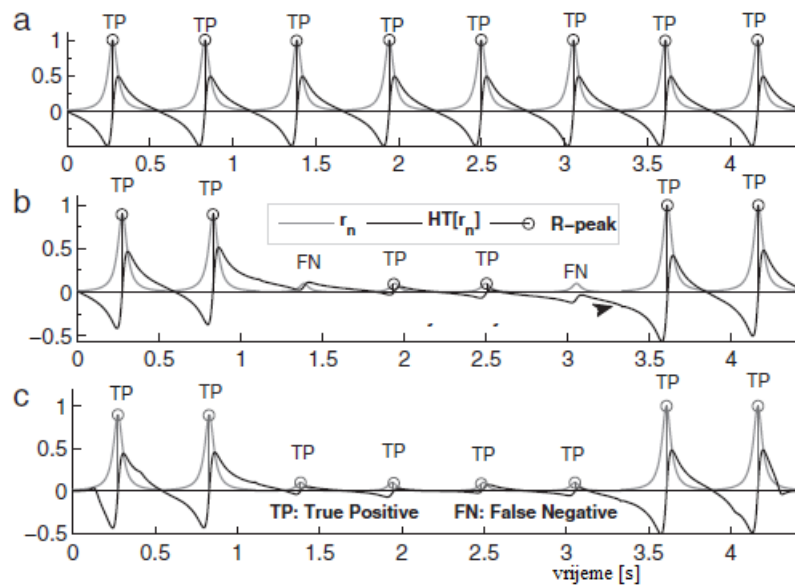 a TP TP TP TP TP TP TP TP
1
0.5
0
0 0.5 1 1.5 2 2.5 3 3.5 4
b TP TP TP TP
1
r_n HT[r_n] R-peak
0.5
FN TP TP FN
0
−0.5
0 0.5 1 1.5 2 2.5 3 3.5 4
c TP TP TP TP
1
0.5
TP TP TP TP
0
TP: True Positive FN: False Negative
−0.5
0 0.5 1 1.5 2 2.5 3 3.5 4
vrijeme [s]